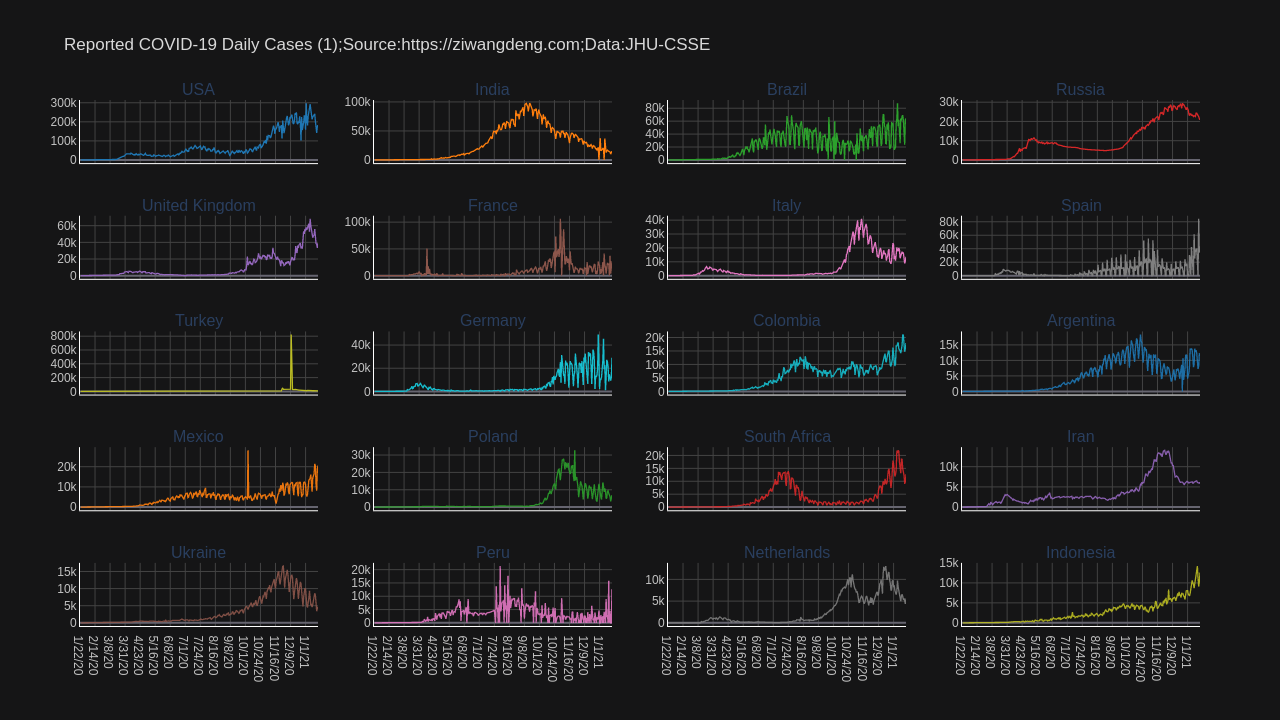 Reported COVID-19 Daily Cases (1);Source:https://ziwangdeng.com;Data:JHU-CSSE
USA
India
Brazil
Russia
300k
200k
100k
0
100k
50k
0
80k
60k
40k
20k
0
30k
20k
10k
0
United Kingdom
France
Italy
Spain
60k
40k
20k
0
100k
50k
0
40k
30k
20k
10k
0
80k
60k
40k
20k
0
Turkey
Germany
Colombia
Argentina
800k
600k
400k
200k
0
40k
20k
0
20k
15k
10k
5k
0
15k
10k
5k
0
Mexico
Poland
South Africa
Iran
20k
10k
0
30k
20k
10k
0
20k
15k
10k
5k
0
10k
5k
0
Ukraine
Peru
Netherlands
Indonesia
15k
10k
5k
0
20k
15k
10k
5k
0
10k
5k
0
15k
10k
5k
0
1/22/20
2/14/20
3/8/20
3/31/20
4/23/20
5/16/20
6/8/20
7/1/20
7/24/20
8/16/20
9/8/20
10/1/20
10/24/20
11/16/20
12/9/20
1/1/21
1/22/20
2/14/20
3/8/20
3/31/20
4/23/20
5/16/20
6/8/20
7/1/20
7/24/20
8/16/20
9/8/20
10/1/20
10/24/20
11/16/20
12/9/20
1/1/21
1/22/20
2/14/20
3/8/20
3/31/20
4/23/20
5/16/20
6/8/20
7/1/20
7/24/20
8/16/20
9/8/20
10/1/20
10/24/20
11/16/20
12/9/20
1/1/21
1/22/20
2/14/20
3/8/20
3/31/20
4/23/20
5/16/20
6/8/20
7/1/20
7/24/20
8/16/20
9/8/20
10/1/20
10/24/20
11/16/20
12/9/20
1/1/21